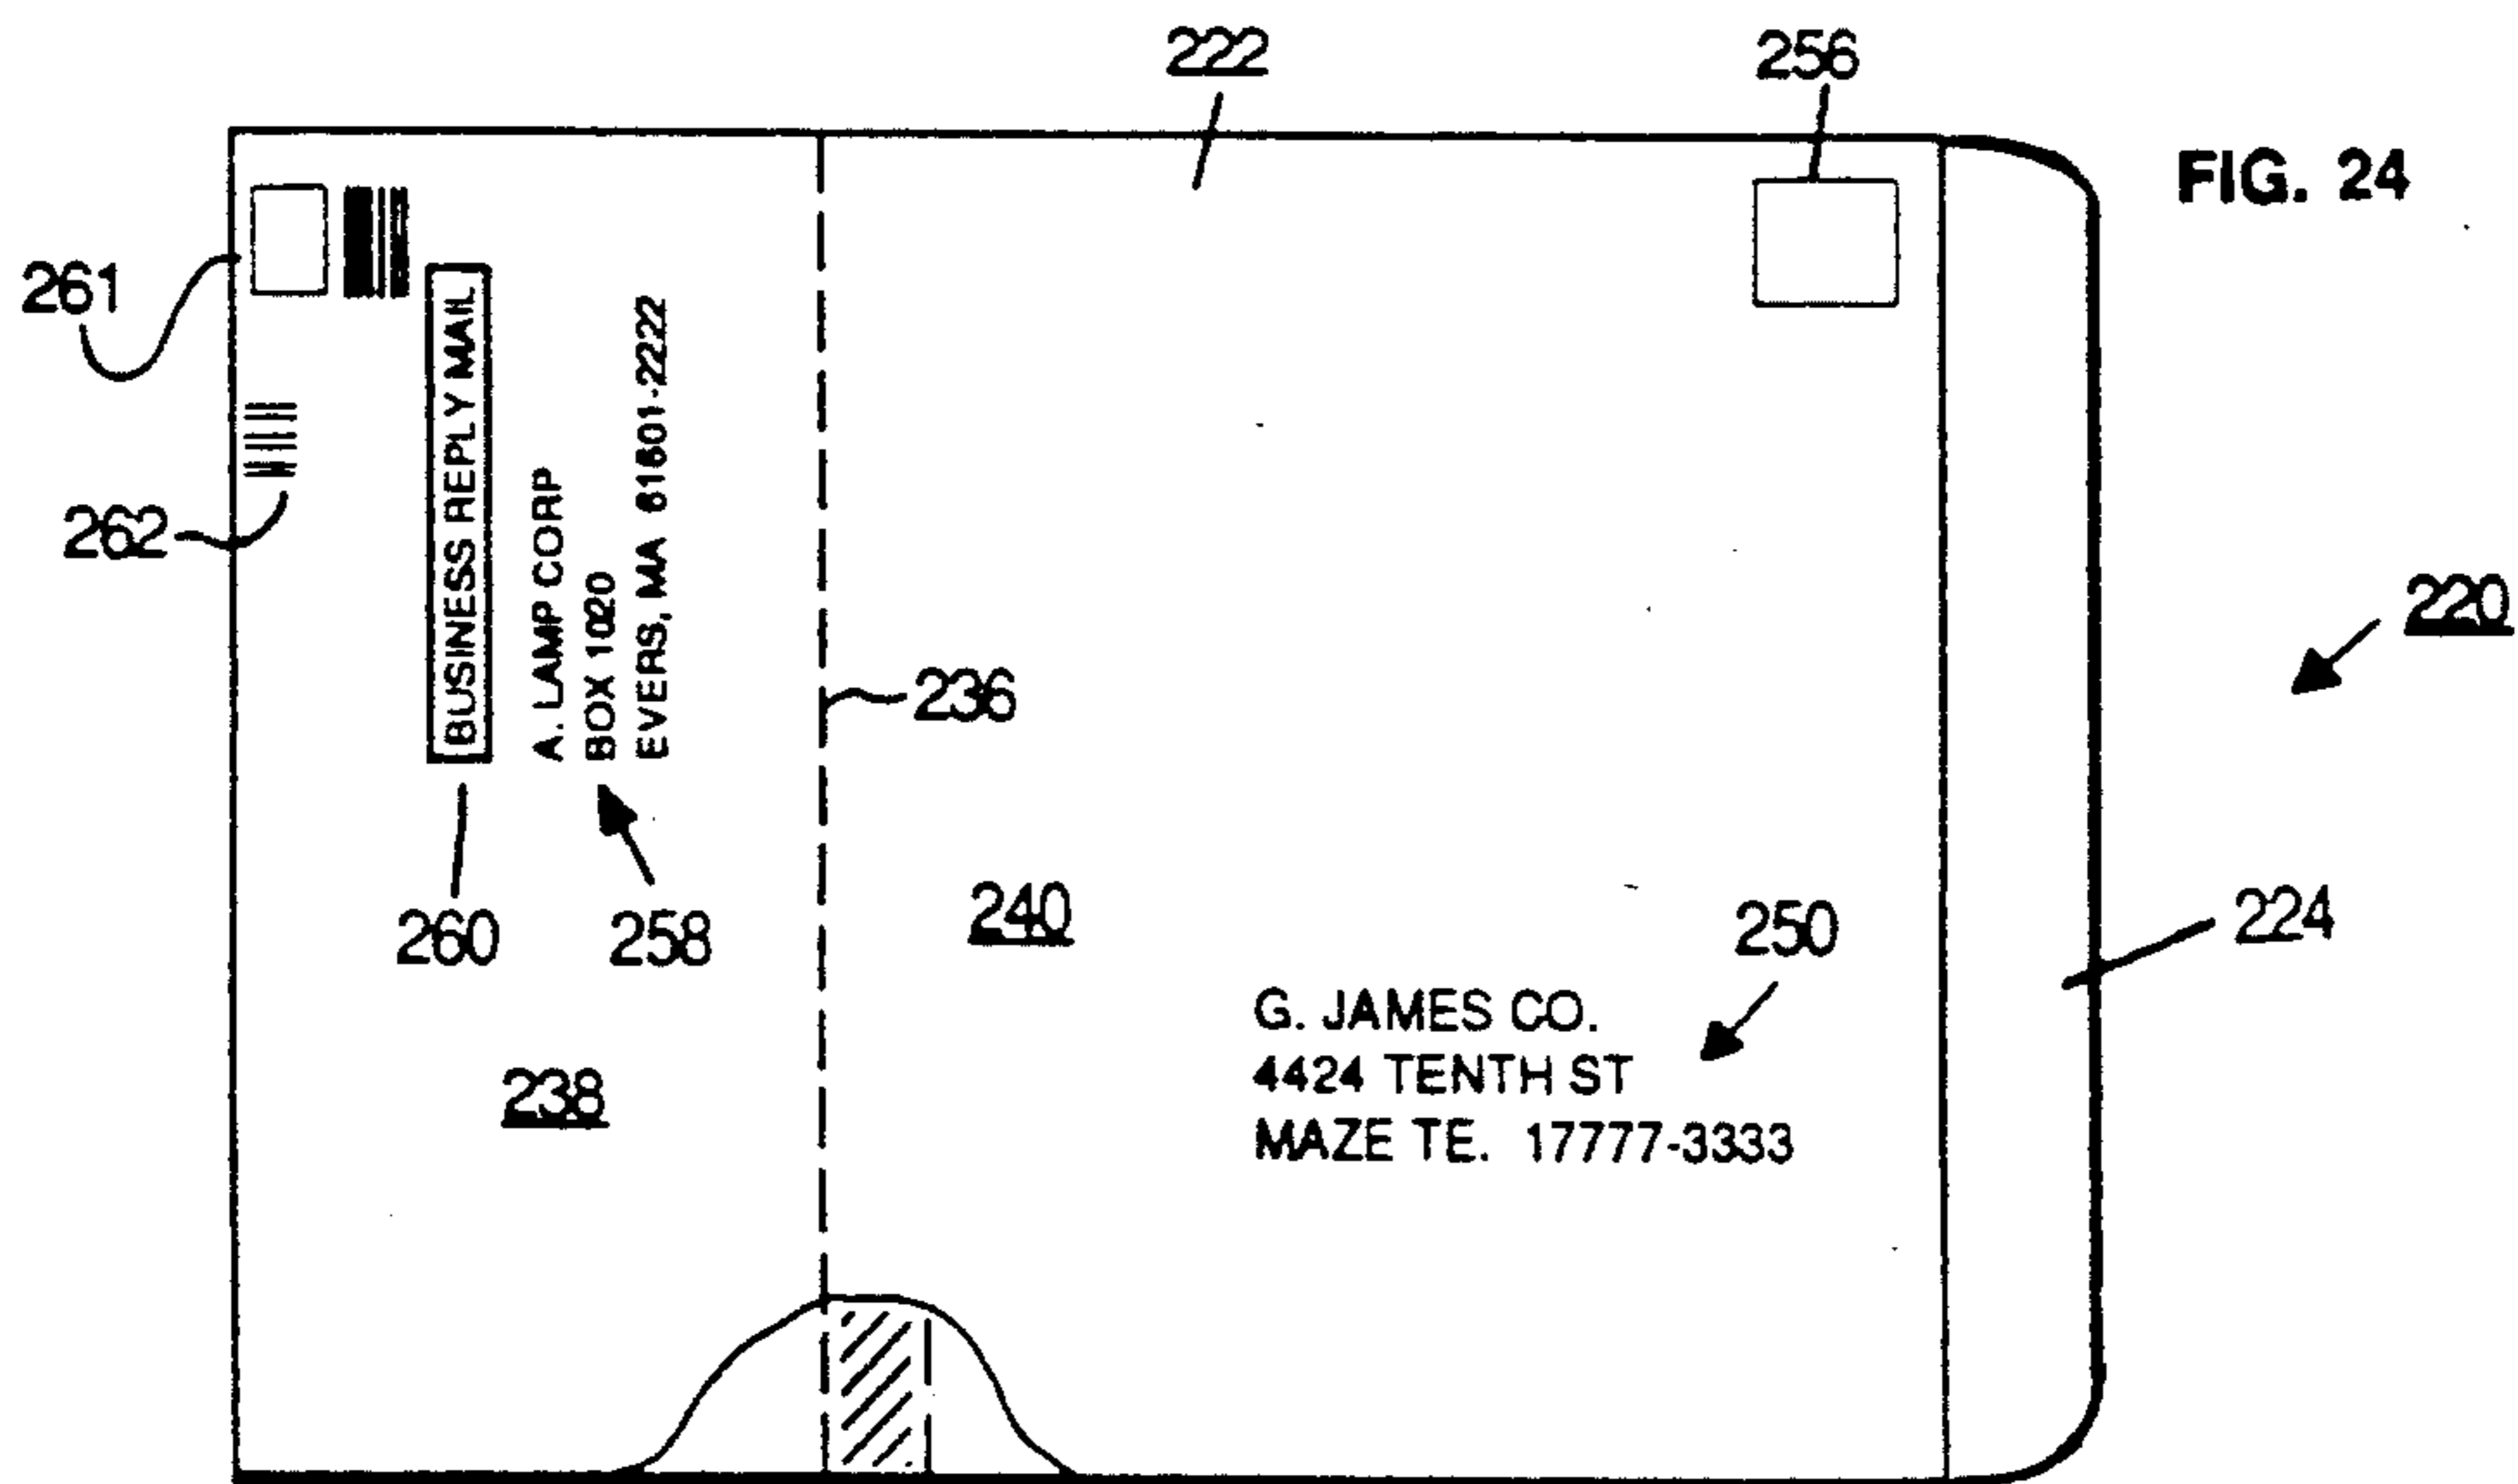 222
256
FIG. 24
261
BUSINESS REPLY MAIL
A. LAMP CORP
BOX 1020
EVERS, MA 61601-2222
262
236
220
260
258
240
250
224
G. JAMES CO.
4424 TENTH ST
MAZE TE. 17777-3333
238